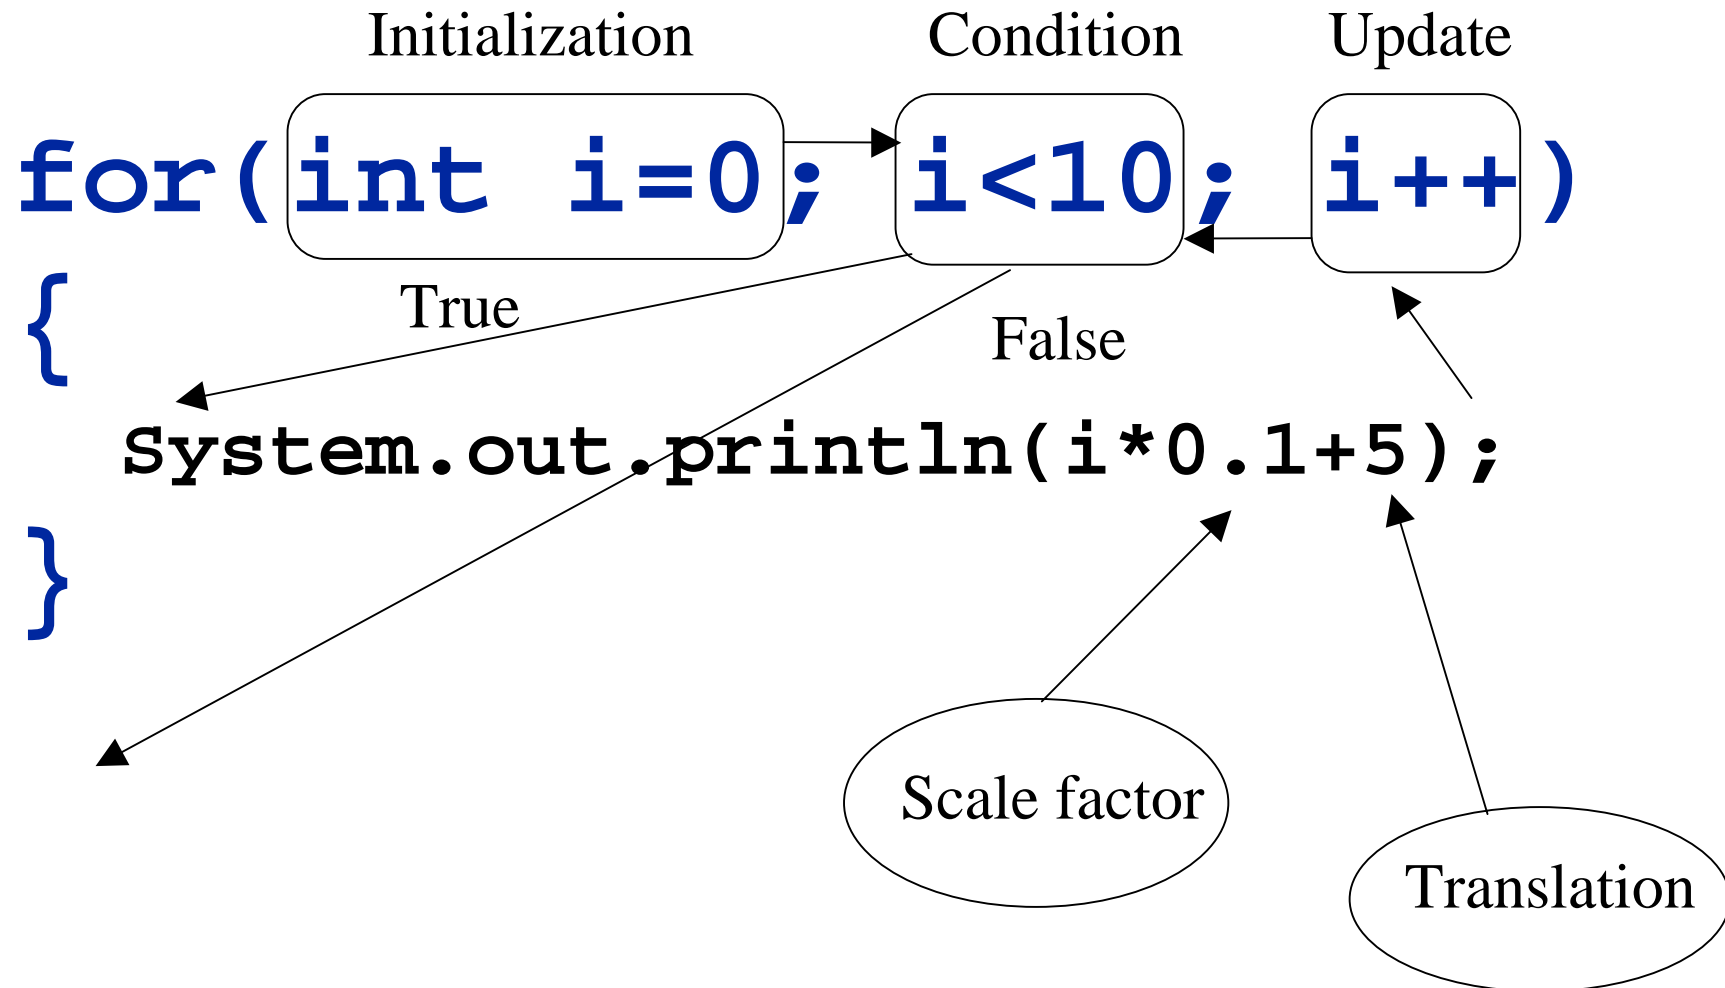 Initialization Condition Update
for(int i=0; i<10; i++)
{
True
False
System.out.println(i*0.1+5);
}
Scale factor
Translation